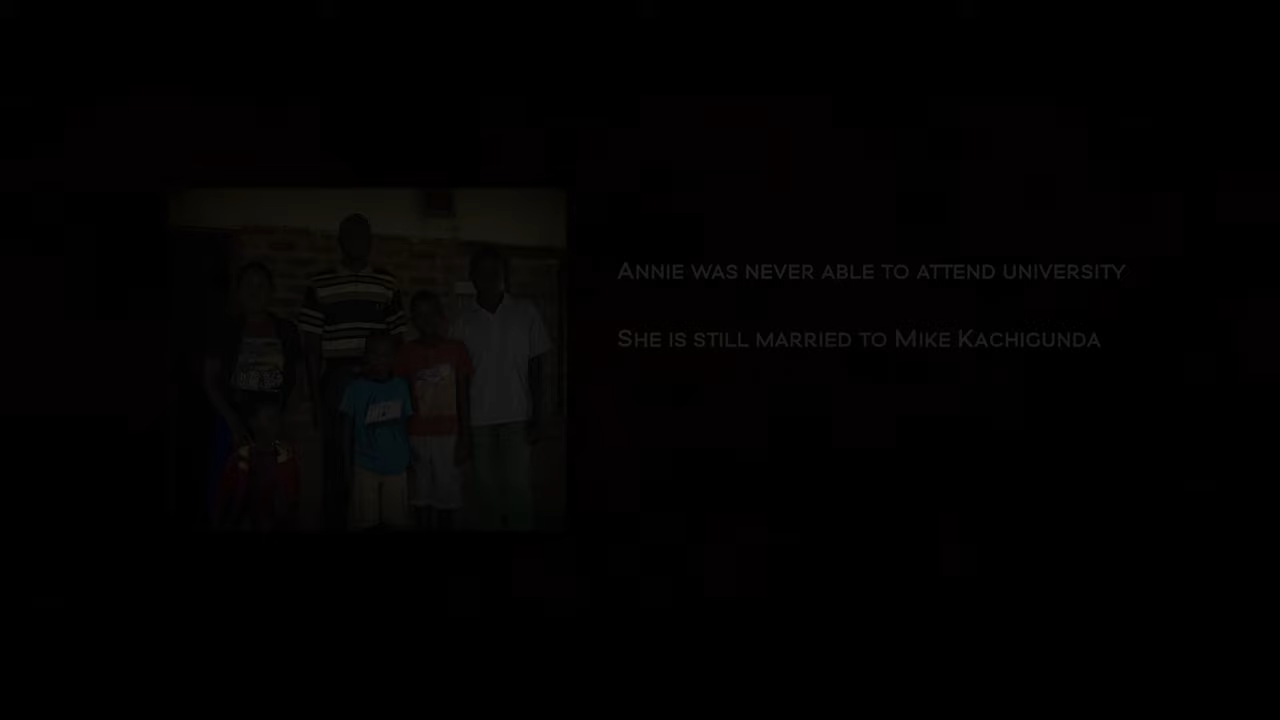 Annie was never able to attend university
She is still married to Mike Kachigunda